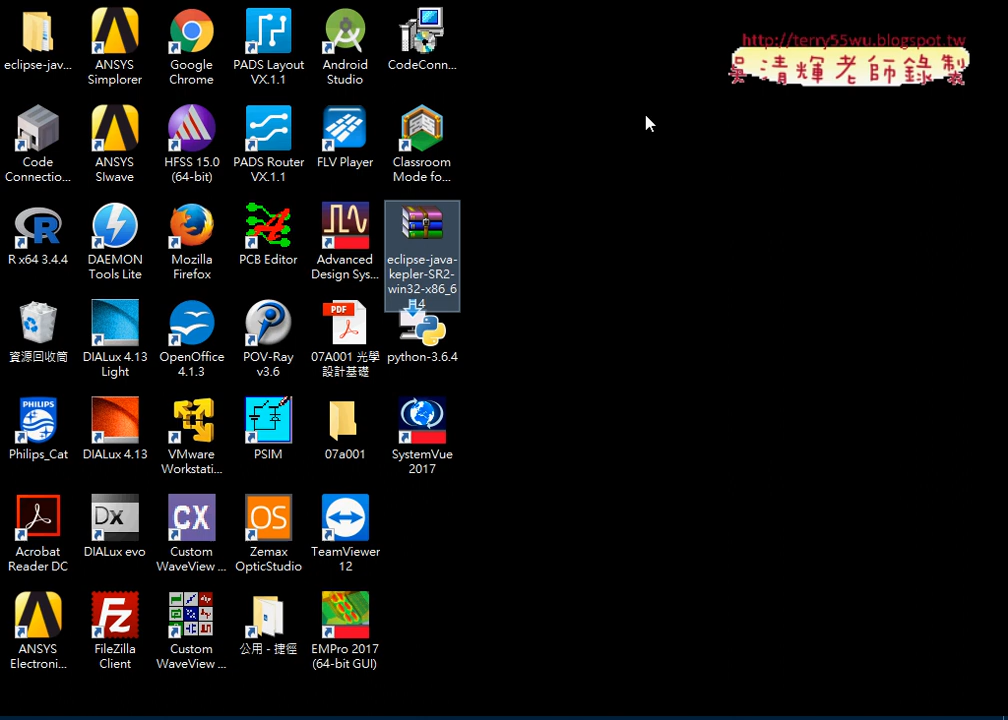 http://terry55wu.blogspot.tw
吳清輝老師錄製
eclipse-jav...
ANSYS
Simplorer
Google
Chrome
PADS Layout
VX.1.1
Android
Studio
CodeConn...
Code
Connectio...
ANSYS
SIwave
HFSS 15.0
(64-bit)
PADS Router
VX.1.1
FLV Player
Classroom
Mode fo...
R x64 3.4.4
DAEMON
Tools Lite
Mozilla
Firefox
PCB Editor
Advanced
Design Sys...
eclipse-java-
kepler-SR2-
win32-x86_6
4
資源回收筒
DIALux 4.13
Light
OpenOffice
4.1.3
POV-Ray
v3.6
PDF
07A001 光學
設計基礎
python-3.6.4
PHILIPS
Philips_Cat
DIALux 4.13
VMware
Workstati...
PSIM
07a001
SystemVue
2017
Acrobat
Reader DC
Dx
DIALux evo
CX
Custom
WaveView ...
OS
Zemax
OpticStudio
TeamViewer
12
ANSYS
Electroni...
Fz
FileZilla
Client
Custom
WaveView ...
公用 - 捷徑
EMPro 2017
(64-bit GUI)